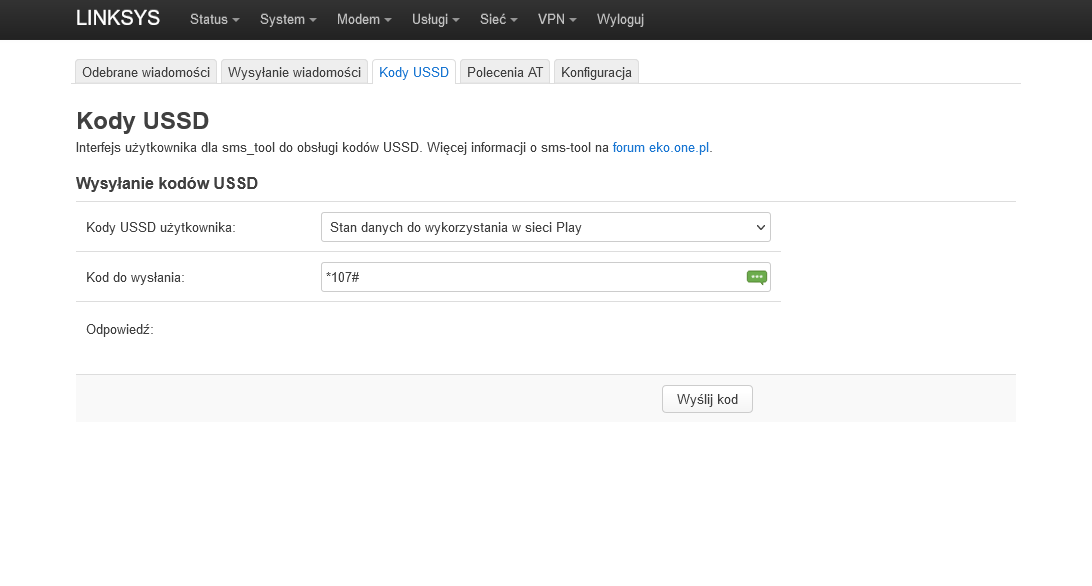 LINKSYS Status System Modem Usługi Sieć VPN Wyloguj
Odebrane wiadomości Wysyłanie wiadomości Kody USSD Polecenia AT Konfiguracja
Kody USSD
Interfejs użytkownika dla sms_tool do obsługi kodów USSD. Więcej informacji o sms-tool na forum eko.one.pl.
Wysyłanie kodów USSD
Kody USSD użytkownika: Stan danych do wykorzystania w sieci Play
Kod do wysłania: *107#
Odpowiedź:
Wyślij kod